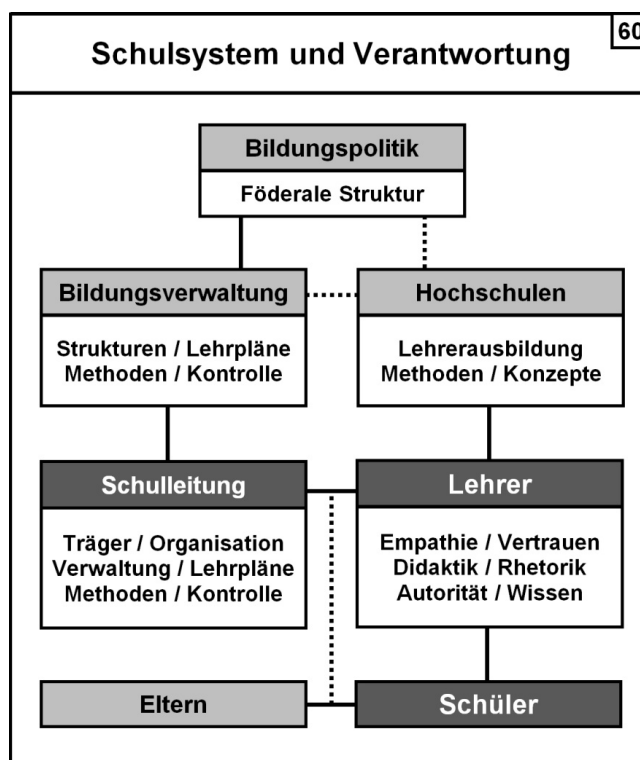 60
Schulsystem und Verantwortung
Bildungspolitik
Föderale Struktur
Bildungsverwaltung
Strukturen / Lehrpläne
Methoden / Kontrolle
Hochschulen
Lehrerausbildung
Methoden / Konzepte
Schulleitung
Träger / Organisation
Verwaltung / Lehrpläne
Methoden / Kontrolle
Lehrer
Empathie / Vertrauen
Didaktik / Rhetorik
Autorität / Wissen
Eltern
Schüler